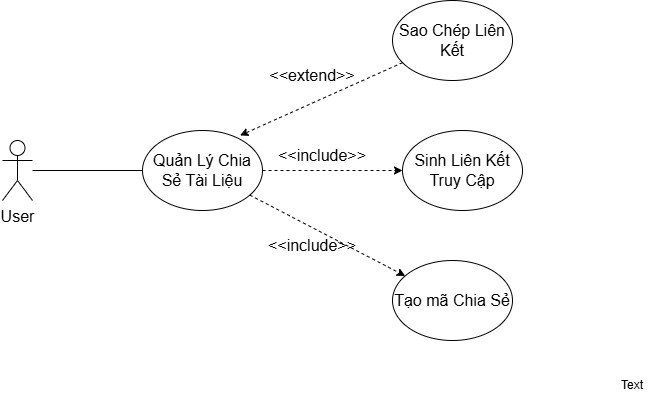 Sao Chép Liên
Kết
<<extend>>
Quản Lý Chia
Sẻ Tài Liệu
<<include>>
Sinh Liên Kết
Truy Cập
User
<<include>>
Tạo mã Chia Sẻ
Text